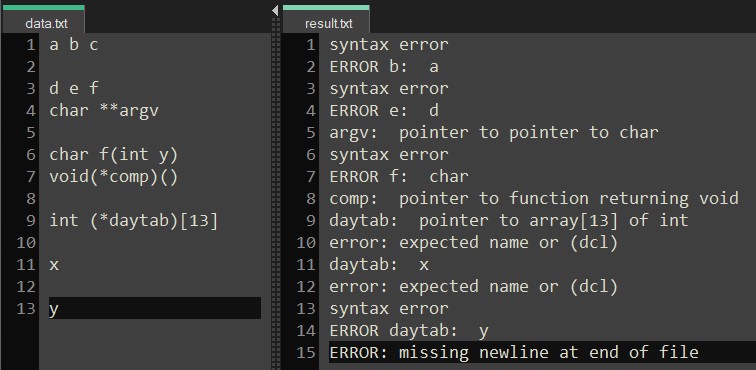 data.txt
1 a b c
2
3 d e f
4 char **argv
5
6 char f(int y)
7 void(*comp)()
8
9 int (*daytab)[13]
10
11 x
12
13 y
result.txt
1 syntax error
2 ERROR b:  a
3 syntax error
4 ERROR e:  d
5 argv:  pointer to pointer to char
6 syntax error
7 ERROR f:  char
8 comp:  pointer to function returning void
9 daytab:  pointer to array[13] of int
10 error: expected name or (dcl)
11 daytab:  x
12 error: expected name or (dcl)
13 syntax error
14 ERROR daytab:  y
15 ERROR: missing newline at end of file